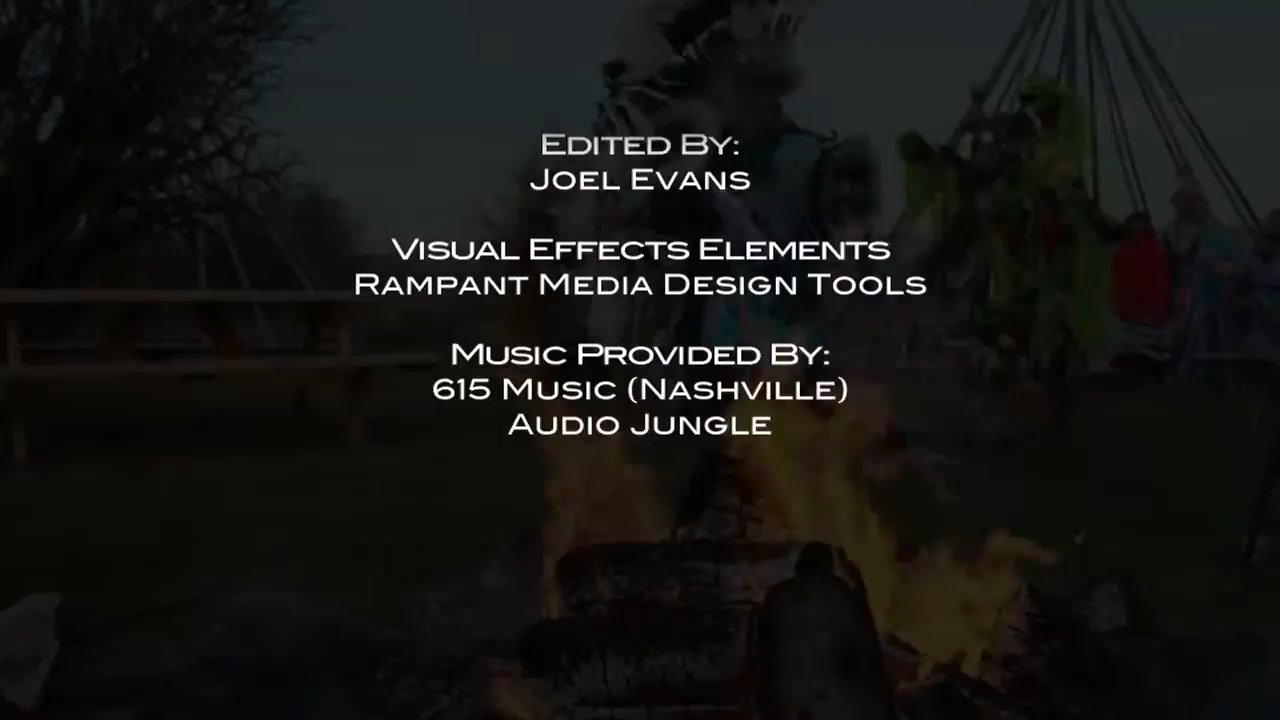 Edited By:
Joel Evans
Visual Effects Elements
Rampant Media Design Tools
Music Provided By:
615 Music (Nashville)
Audio Jungle